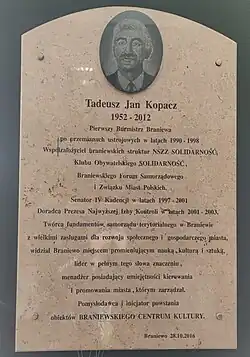 Tadeusz Jan Kopacz
1952 - 2012
Pierwszy Burmistrz Braniewa
po przemianach ustrojowych w latach 1990 - 1998
Współzałożyciel braniewskich struktur NSZZ SOLIDARNOŚĆ,
Klubu Obywatelskiego SOLIDARNOŚĆ,
Braniewskiego Forum Samorządowego
i Związku Miast Polskich.
Senator IV Kadencji w latach 1997 - 2001
Doradca Prezesa Najwyższej Izby Kontroli w latach 2001 - 2003.
Twórca fundamentów samorządu terytorialnego w Braniewie
z wielkimi zasługami dla rozwoju społecznego i gospodarczego miasta,
widział Braniewo miejscem promieniującym nauką, kulturą i sztuką,
lider w pełnym tego słowa znaczeniu,
menadżer posiadający umiejętności kierowania
i promowania miasta, którym zarządzał.
Pomysłodawca i inicjator powstania
obiektów BRANIEWSKIEGO CENTRUM KULTURY.
Braniewo 28.10.2016